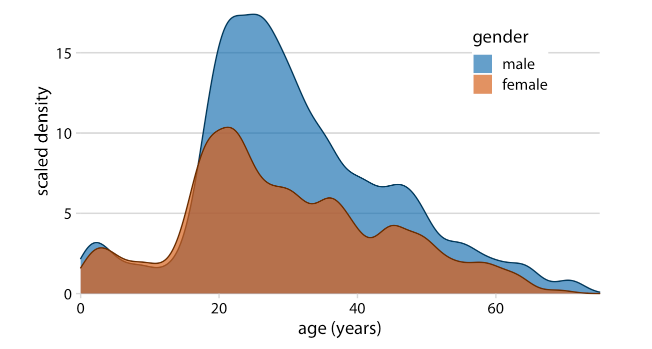 gender
male
female
15
10
5
0
scaled density
0 20 40 60
age (years)